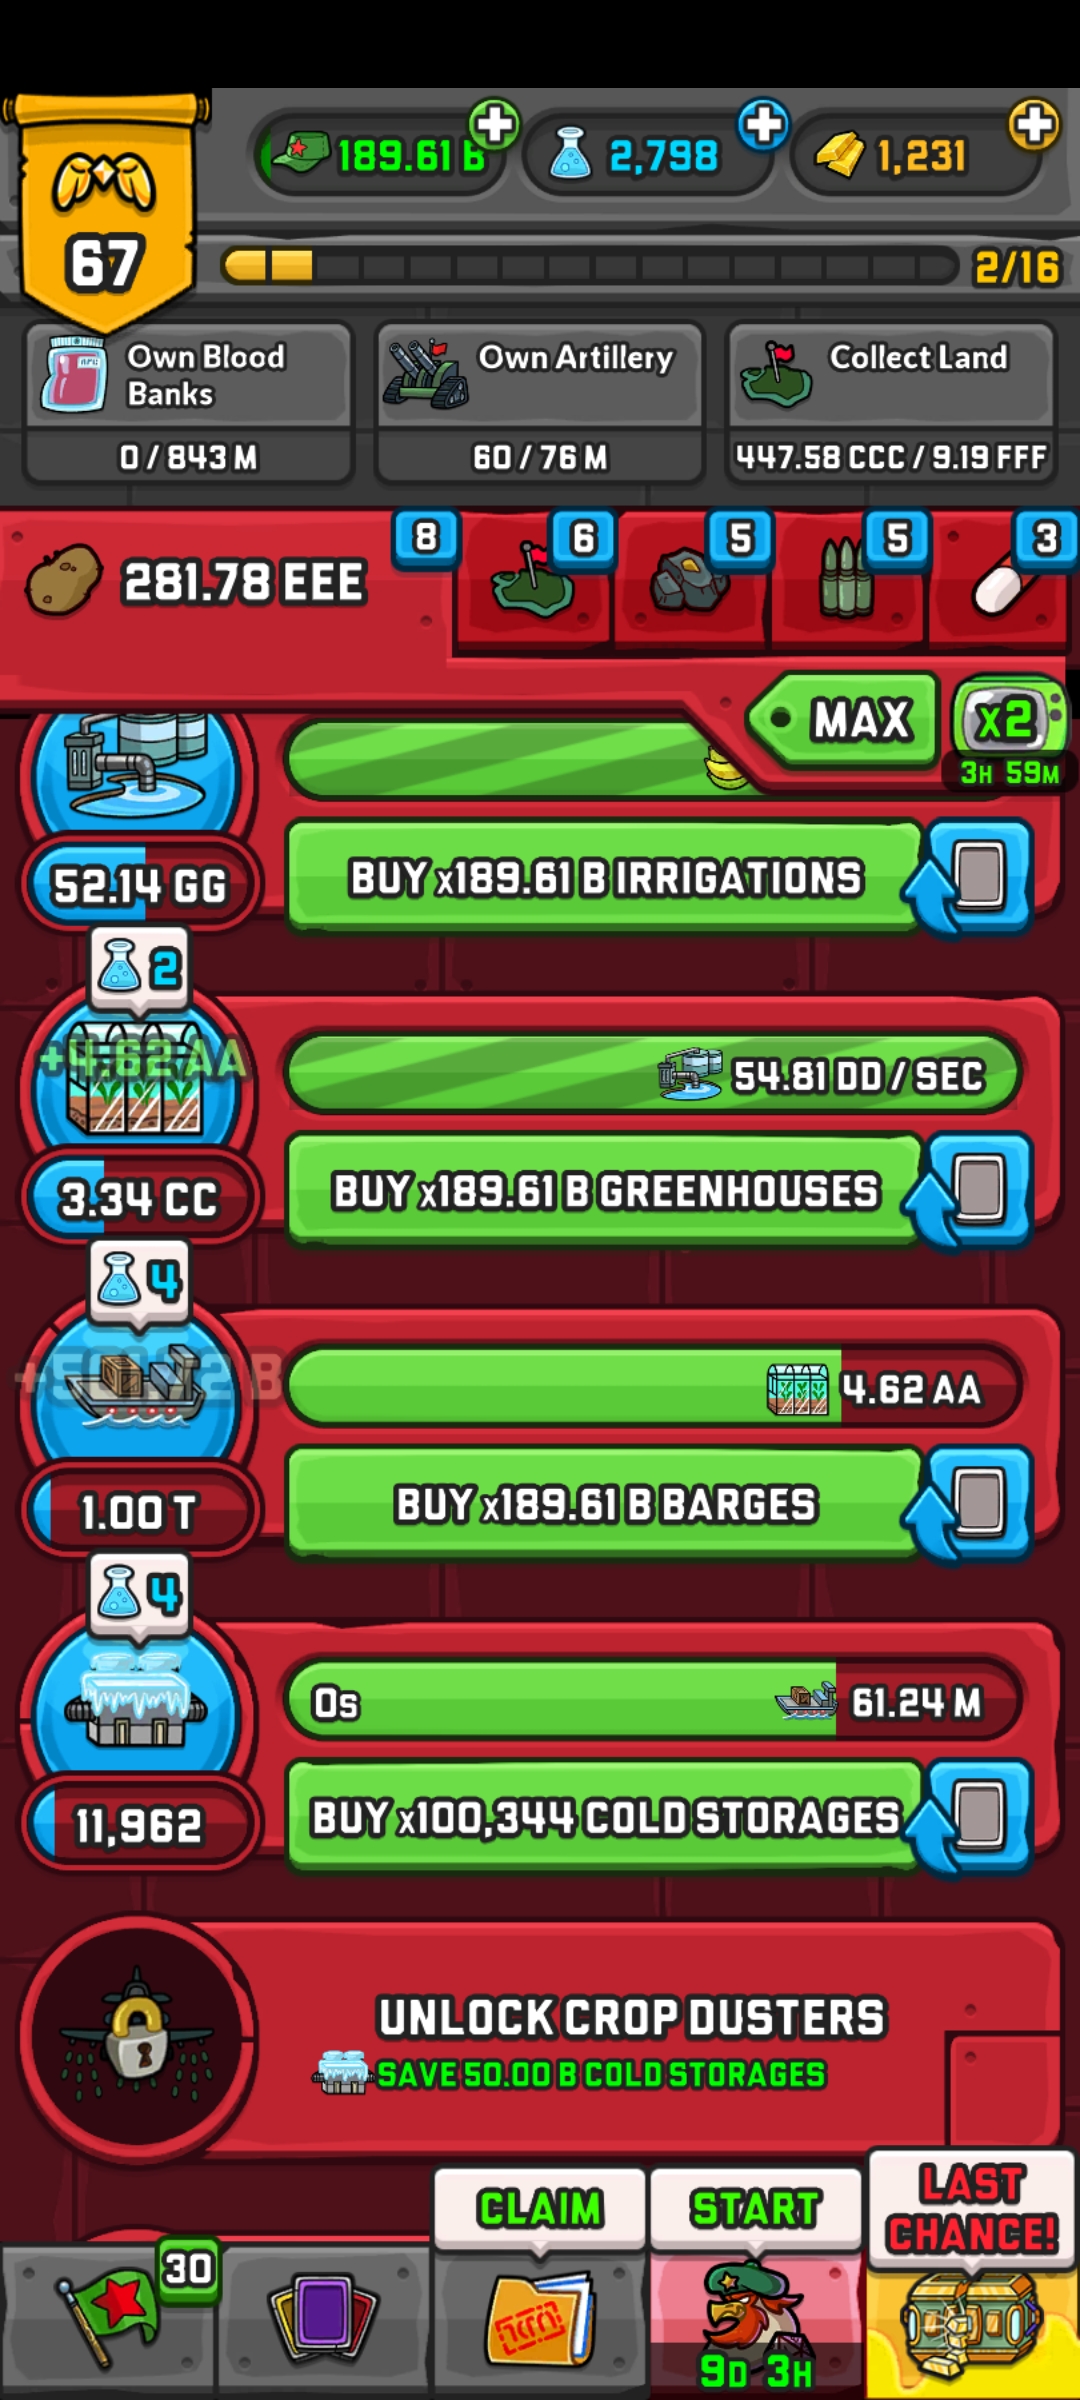 189.61 B
2,798
1,231
67
2/16
Own Blood
Banks
0 / 843 M
Own Artillery
60 / 76 M
Collect Land
447.58 CCC / 9.19 FFF
281.78 EEE
8
6
5
5
3
MAX
x2
3H 59M
52.14 GG
BUY x189.61 B IRRIGATIONS
2
+4.62 AA
54.81 DD / SEC
3.34 CC
BUY x189.61 B GREENHOUSES
4
4.62 AA
1.00 T
BUY x189.61 B BARGES
4
0s
61.24 M
11,962
BUY x100,344 COLD STORAGES
UNLOCK CROP DUSTERS
SAVE 50.00 B COLD STORAGES
30
CLAIM
START
9D 3H
LAST
CHANCE!